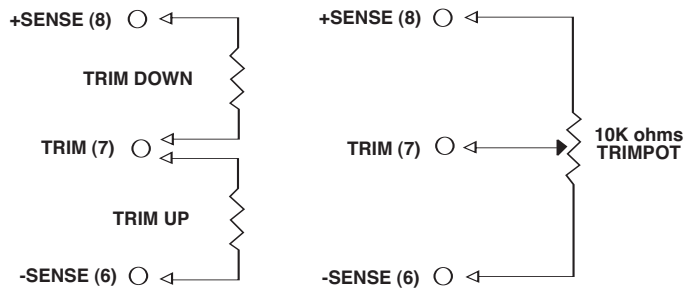 +SENSE (8)
TRIM DOWN
TRIM (7)
TRIM UP
-SENSE (6)
+SENSE (8)
TRIM (7)
10K ohms
TRIMPOT
-SENSE (6)